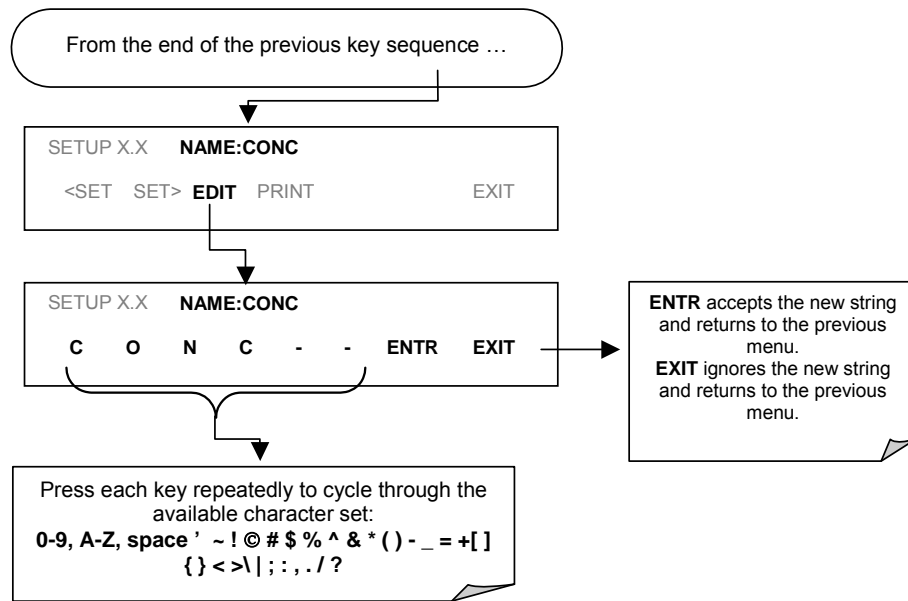 From the end of the previous key sequence …
SETUP X.X NAME:CONC
<SET SET> EDIT PRINT EXIT
SETUP X.X NAME:CONC
C O N C - - ENTR EXIT
ENTR accepts the new string
and returns to the previous
menu.
EXIT ignores the new string
and returns to the previous
menu.
Press each key repeatedly to cycle through the
available character set:
0-9, A-Z, space ’ ~ ! © # $ % ^ & * ( ) - _ = +[ ]
{ } < >\ | ; : , . / ?